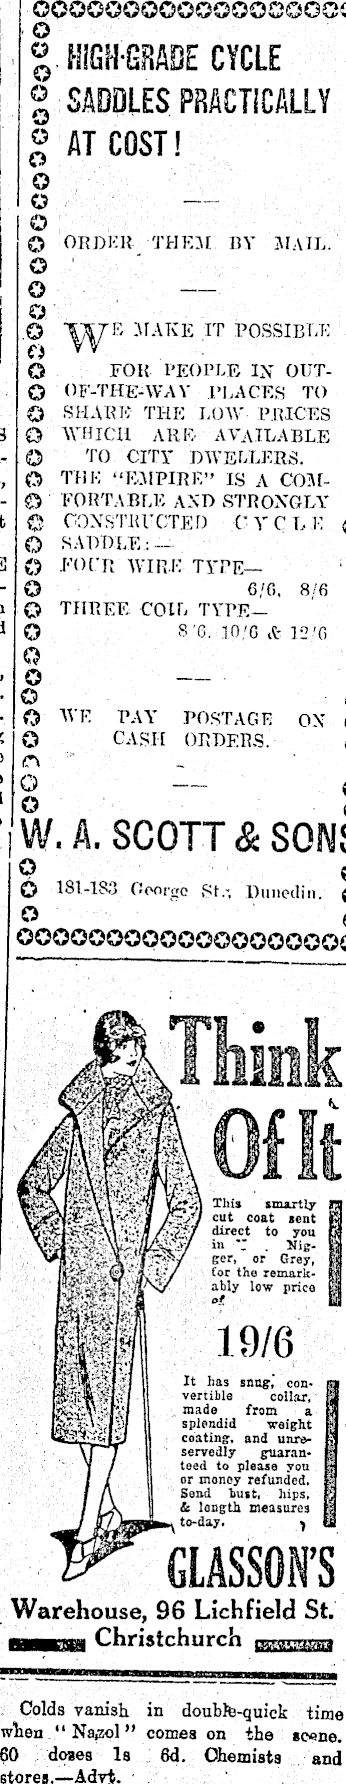 HIGH-GRADE CYCLE
SADDLES PRACTICALLY
AT COST!
ORDER THEM BY MAIL.
WE MAKE IT POSSIBLE
FOR PEOPLE IN OUT-
OF-THE-WAY PLACES TO
SHARE THE LOW PRICES
WHICH ARE AVAILABLE
TO CITY DWELLERS.
THE "EMPIRE" IS A COM-
FORTABLE AND STRONGLY
CONSTRUCTED CYCLE
SADDLE:—
FOUR WIRE TYPE—
6/6, 8/6
THREE COIL TYPE—
8/6, 10/6 & 12/6
WE PAY POSTAGE ON
CASH ORDERS.
W. A. SCOTT & SONS
181-183 George St., Dunedin.
Think
Of It
This smartly
cut coat sent
direct to you
in Nig-
ger, or Grey,
for the remark-
ably low price
of
19/6
It has snug, con-
vertible collar,
made from a
splendid weight
coating, and unre-
servedly guaran-
teed to please you
or money refunded.
Send bust, hips,
& length measures
to-day.
GLASSON'S
Warehouse, 96 Lichfield St.
Christchurch
Colds vanish in double-quick time
when "Nazol" comes on the scene.
60 doses 1s 6d. Chemists and
stores.—Advt.